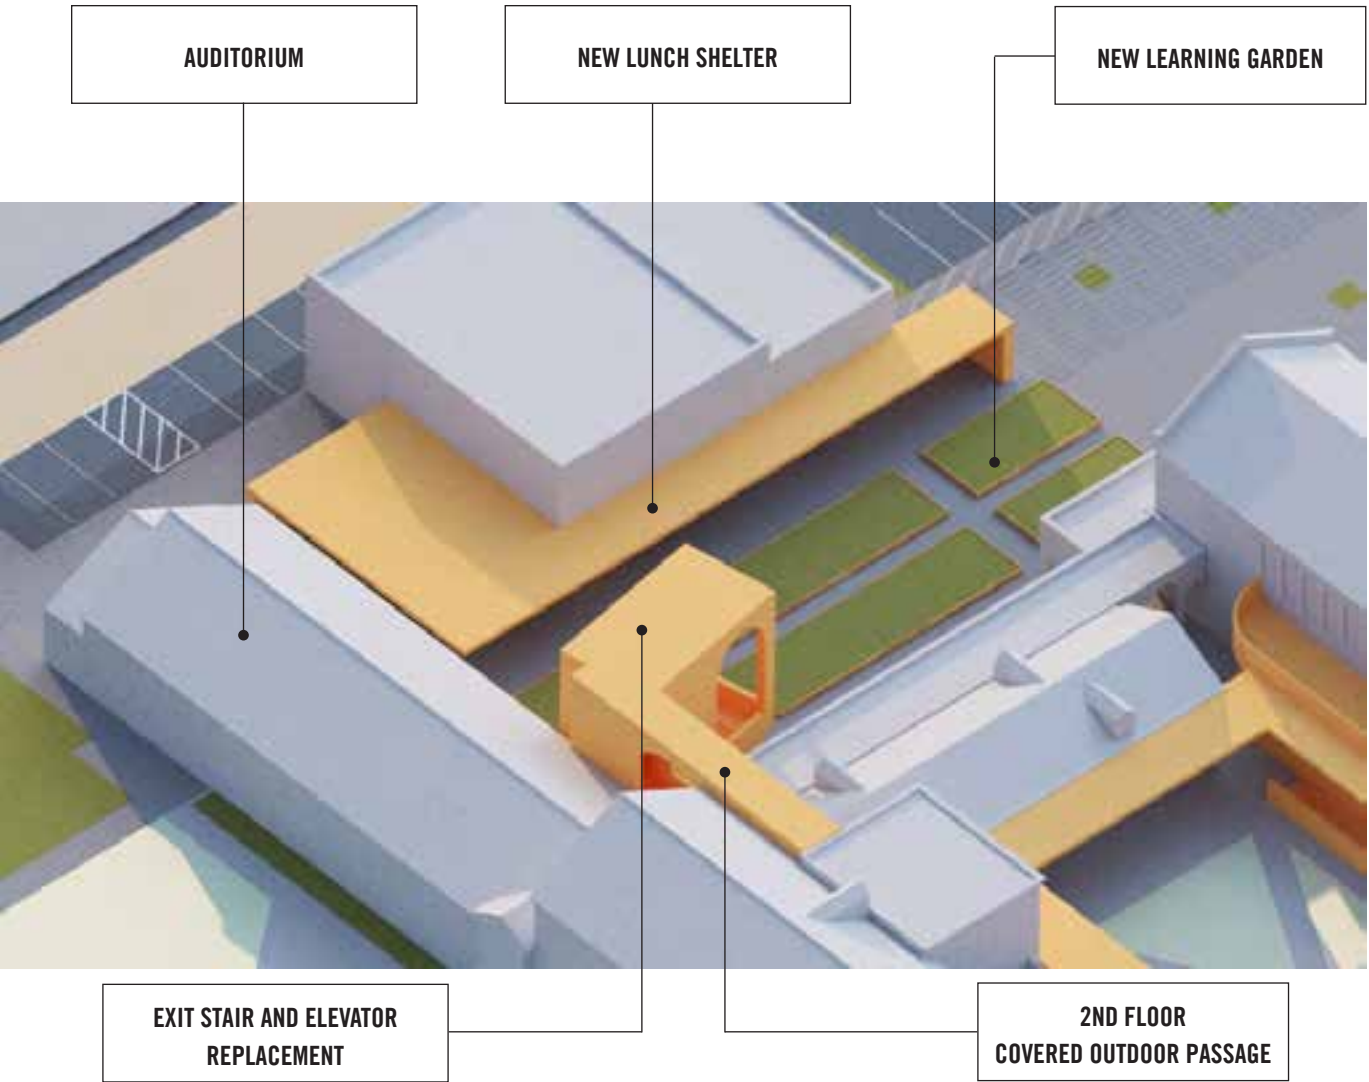 AUDITORIUM
NEW LUNCH SHELTER
NEW LEARNING GARDEN
EXIT STAIR AND ELEVATOR
REPLACEMENT
2ND FLOOR
COVERED OUTDOOR PASSAGE